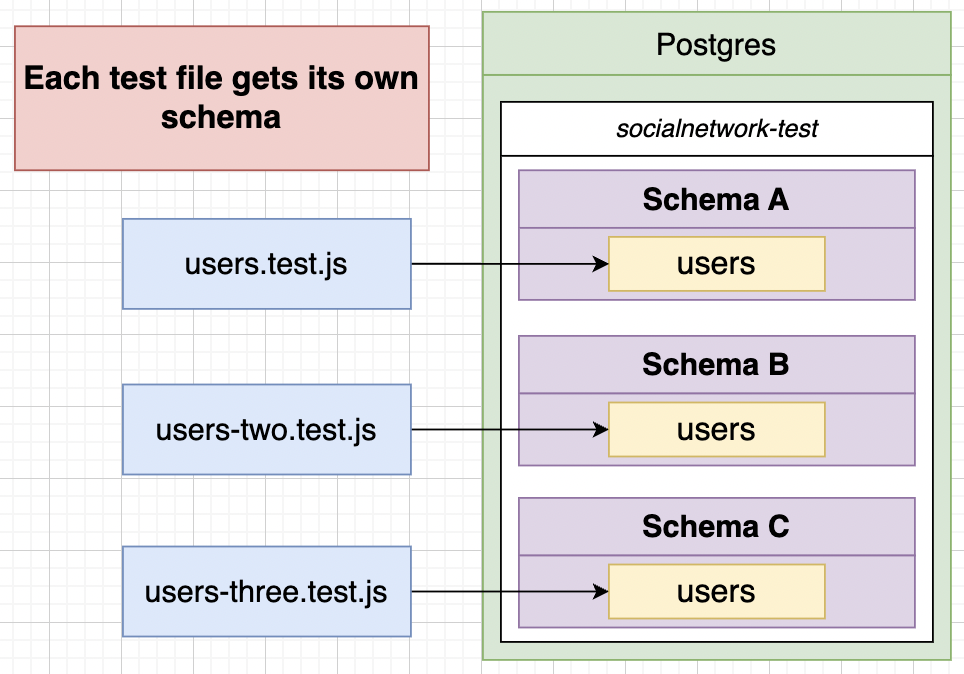 Each test file gets its own
schema
Postgres
socialnetwork-test
Schema A
users.test.js
users
Schema B
users-two.test.js
users
Schema C
users-three.test.js
users